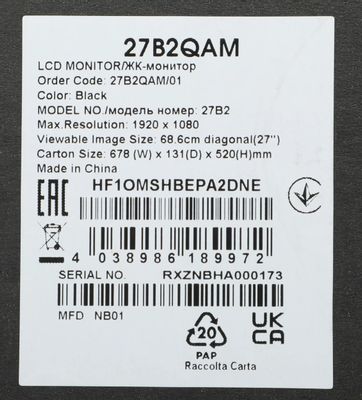 27B2QAM
LCD MONITOR/ЖК-монитор
Order Code: 27B2QAM/01
Color: Black
MODEL NO./модель номер: 27B2
Max.Resolution: 1920 x 1080
Viewable Image Size: 68.6cm diagonal(27")
Carton Size: 678 (W) x 131(D) x 520(H)mm
Made in China
HF1OMSHBEPA2DNE
EAC
4 038986 189972
SERIAL NO. RXZNBHA000173
MFD NB01
20
PAP
Raccolta Carta
UK
CA